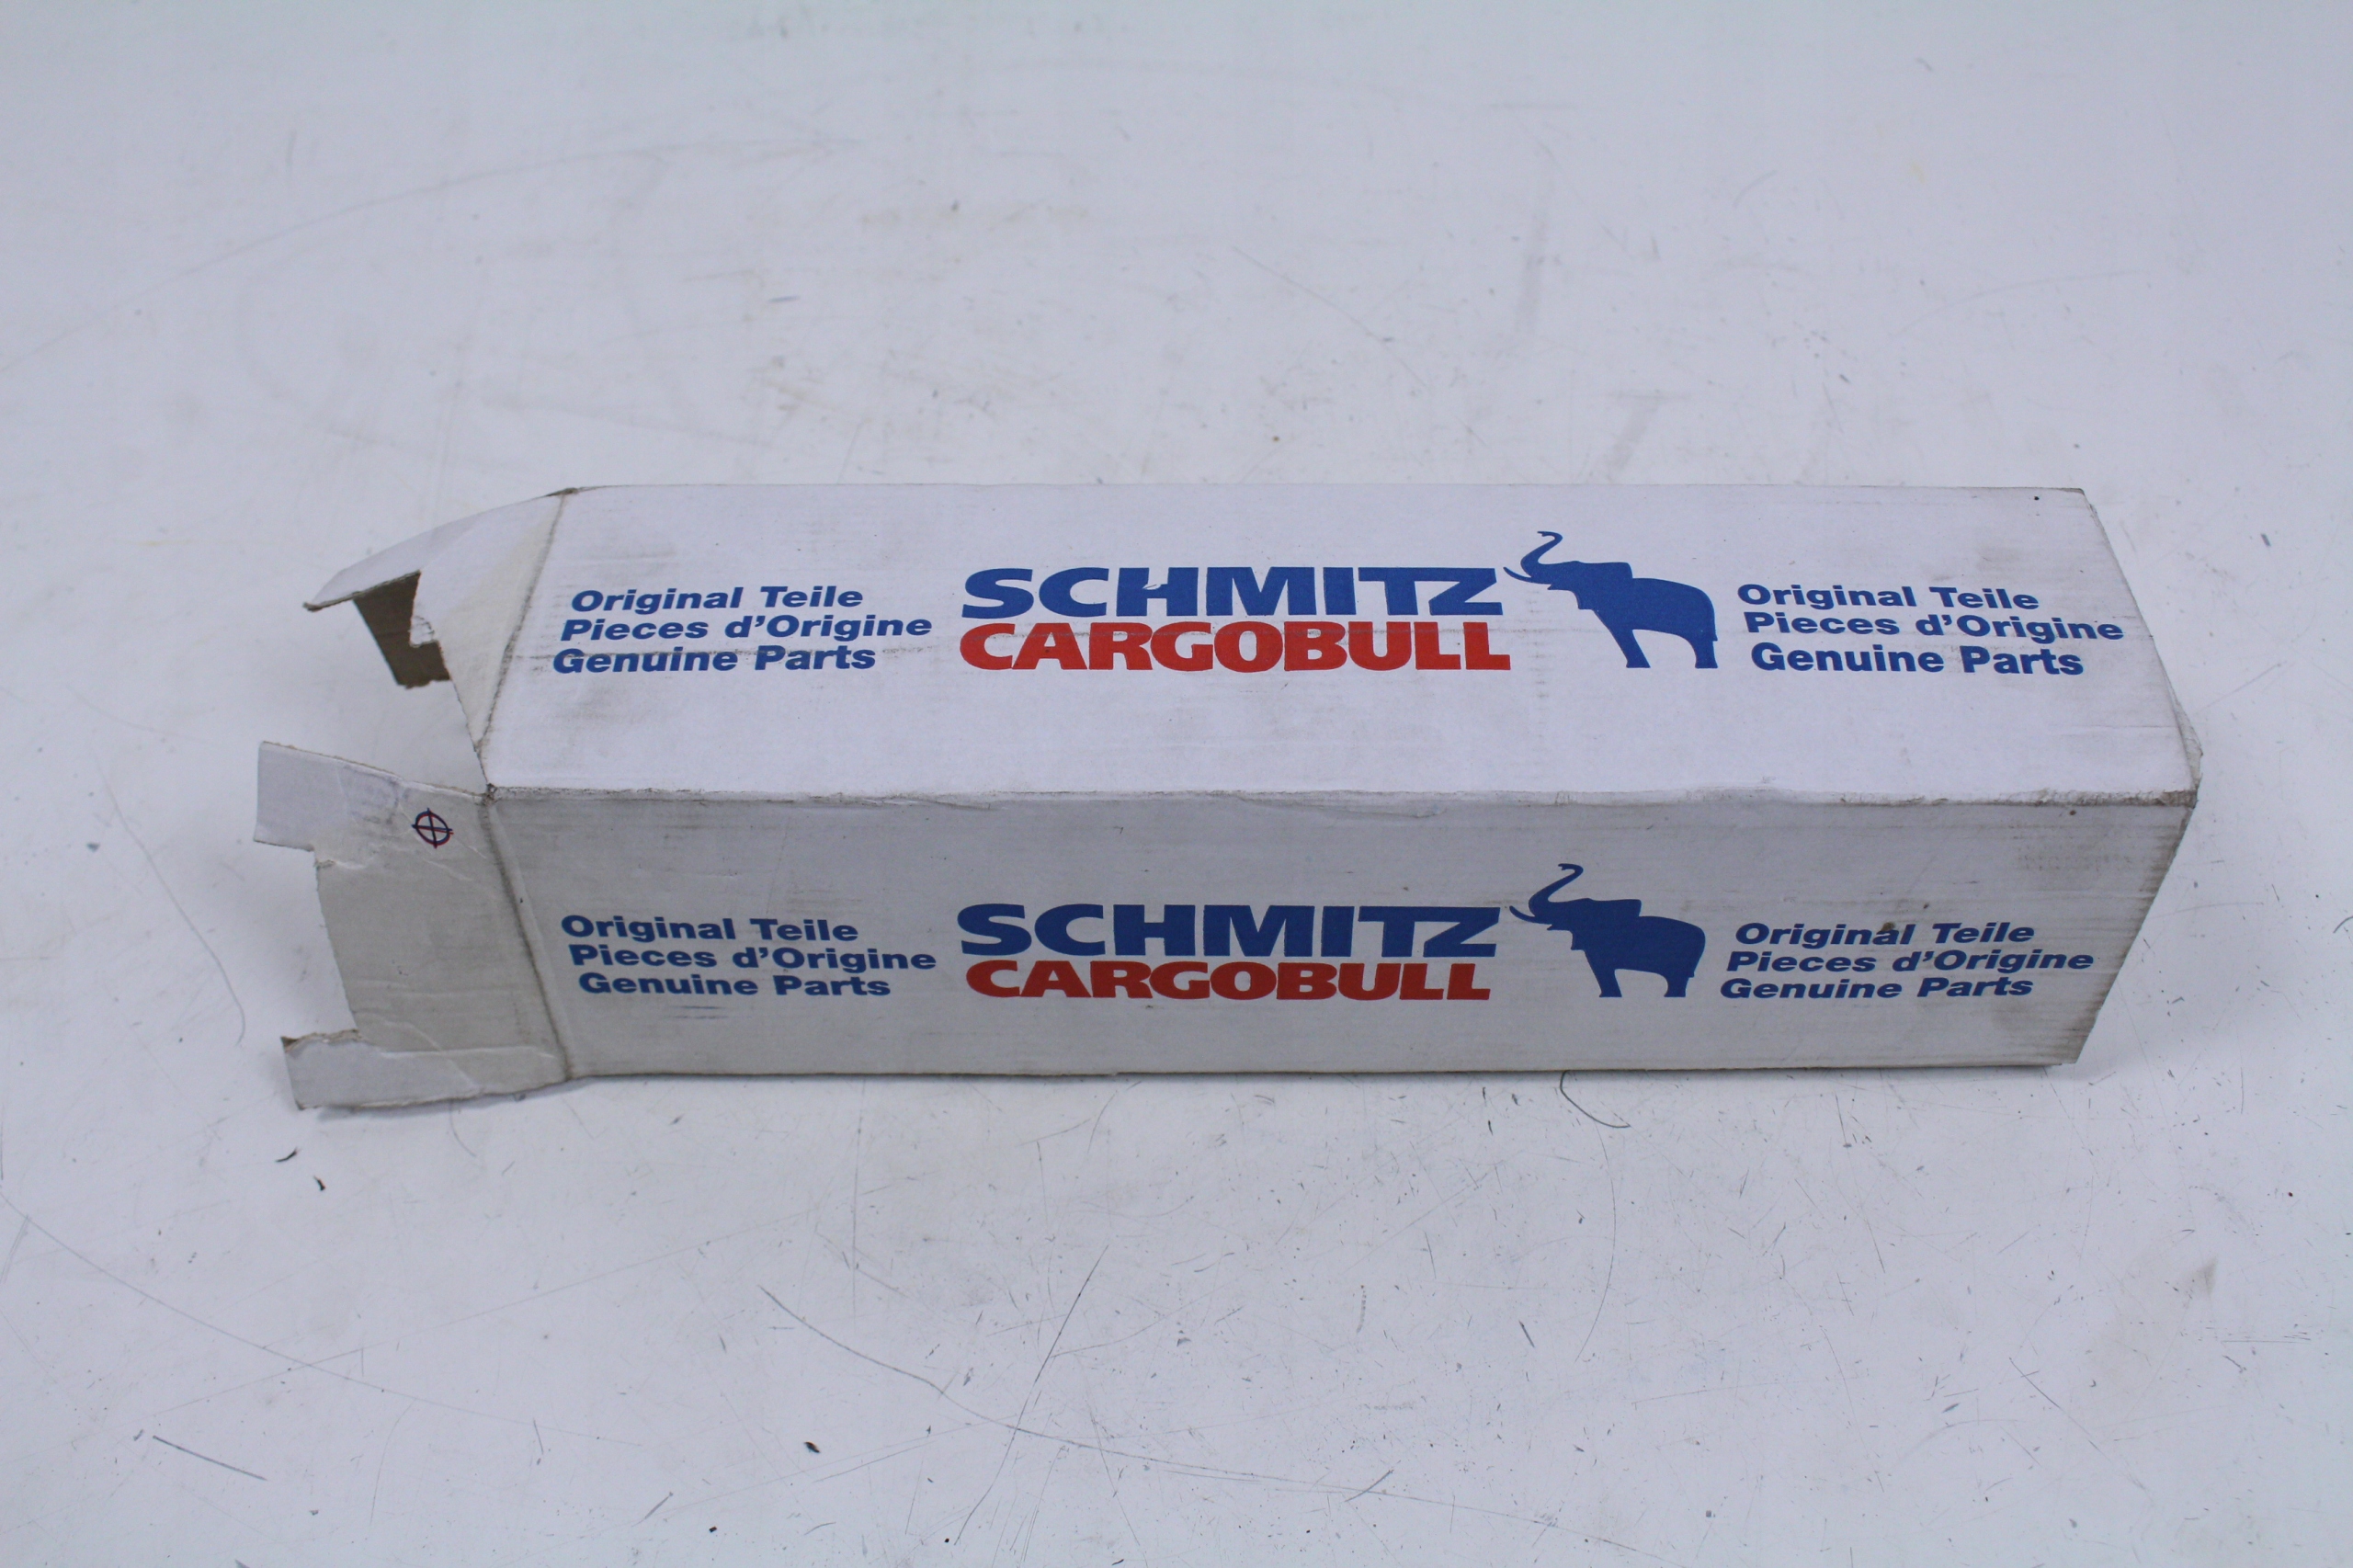 Original Teile
Pieces d'Origine
Genuine Parts
SCHMITZ
CARGOBULL
Original Teile
Pieces d'Origine
Genuine Parts
Original Teile
Pieces d'Origine
Genuine Parts
SCHMITZ
CARGOBULL
Original Teile
Pieces d'Origine
Genuine Parts